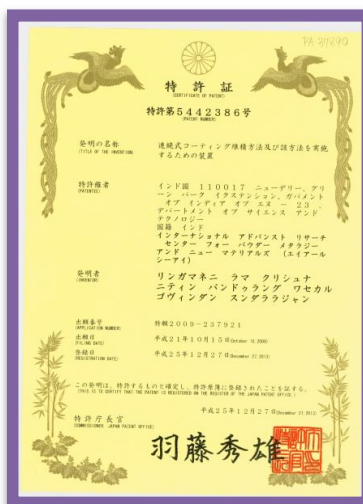 特許証
(CERTIFICATE OF PATENT)
特許第5442386号
(PATENT NUMBER)
発明の名称
(TITLE OF THE INVENTION)
連続式コーティング堆積方法及び該方法を実施
するための装置
特許権者
(PATENTEE)
インド国 110017 ニューデリー、グリ
ーン パーク イクステンション、ガバメント
オブ インディア オブ エヌ - 23、
デパートメント オブ サイエンス アンド
テクノロジー
国籍 インド
インターナショナル アドバンスト リサーチ
センター フォー パウダー メタラジー
アンド ニュー マテリアルズ (エイアール
シーアイ)
発明者
(INVENTOR)
リンガマネニ ラマ クリシュナ
ニティン パンドゥラング ワセカル
ゴヴィンダン スンダララジャン
出願番号
(APPLICATION NUMBER)
特願2009-237921
出願日
(FILING DATE)
平成21年10月15日(October 15,2009)
登録日
(REGISTRATION DATE)
平成25年12月27日(December 27,2013)
この発明は、特許するものと確定し、特許原簿に登録されたことを証する。
(THIS IS TO CERTIFY THAT THE PATENT IS REGISTERED ON THE REGISTER OF THE JAPAN PATENT OFFICE.)
平成25年12月27日(December 27,2013)
特許庁長官
(COMMISSIONER, JAPAN PATENT OFFICE)
羽藤秀雄